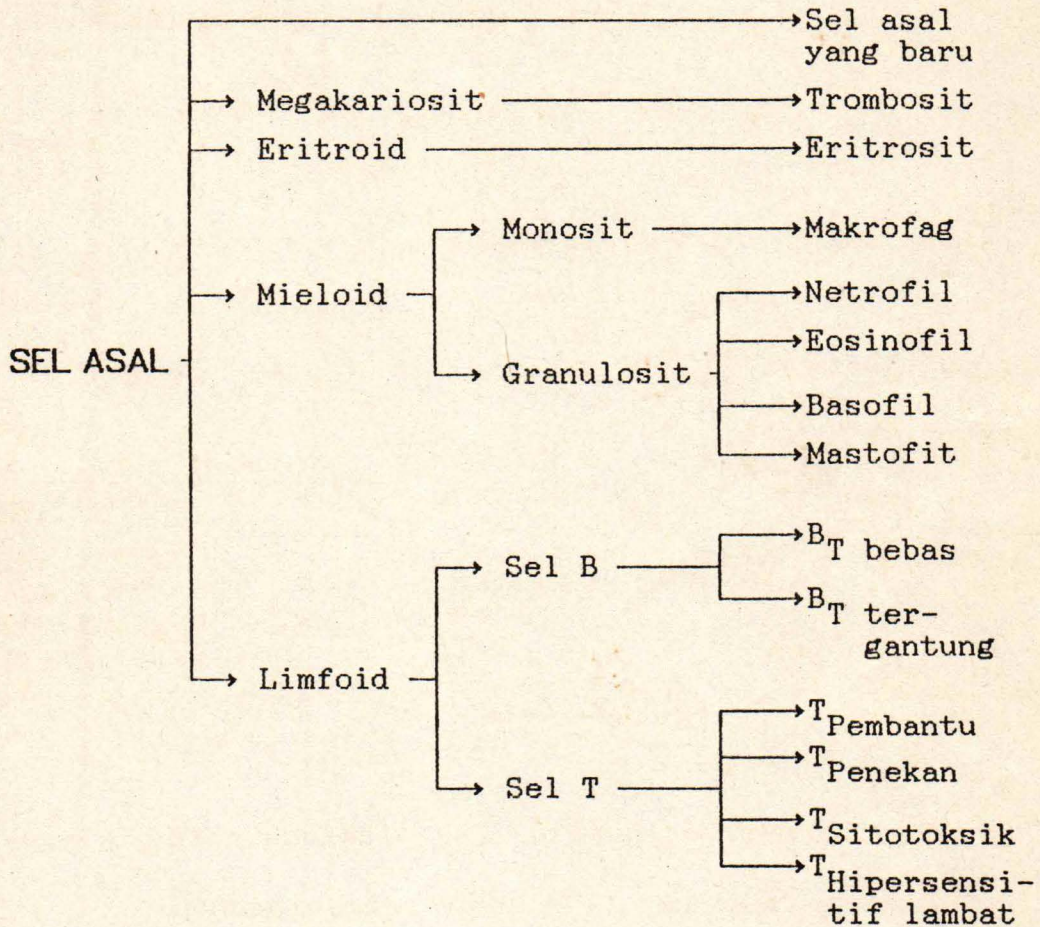 Sel asal
yang baru
Megakariosit Trombosit
Eritroid Eritrosit
Monosit Makrofag
Mieloid Netrofil
Eosinofil
SEL ASAL
Granulosit
Basofil
Mastofit
B T bebas
Sel B
B T ter-
gantung
Limfoid
T Pembantu
T Penekan
Sel T
T Sitotoksik
T Hipersensi-
tif lambat